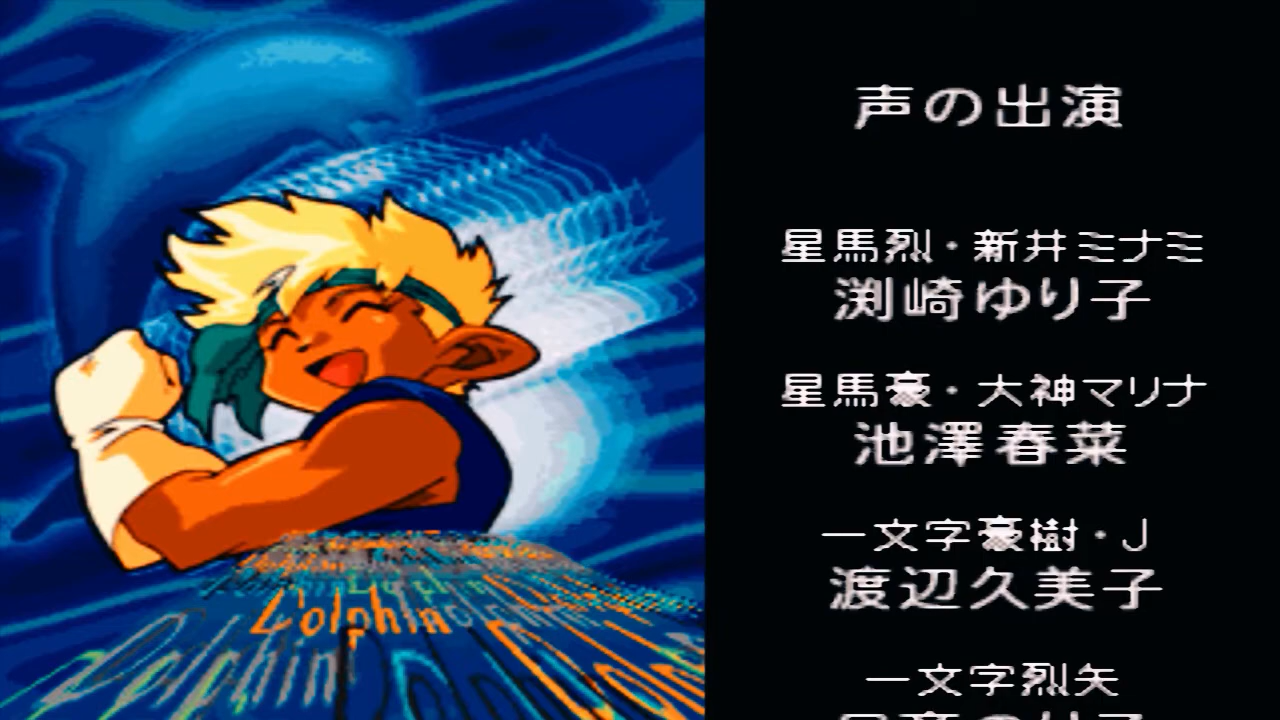 声の出演
星馬烈・新井ミナミ
渕崎ゆり子
星馬豪・大神マリナ
池澤春菜
一文字豪樹・J
渡辺久美子
一文字烈矢
Dolphin
Dolphin